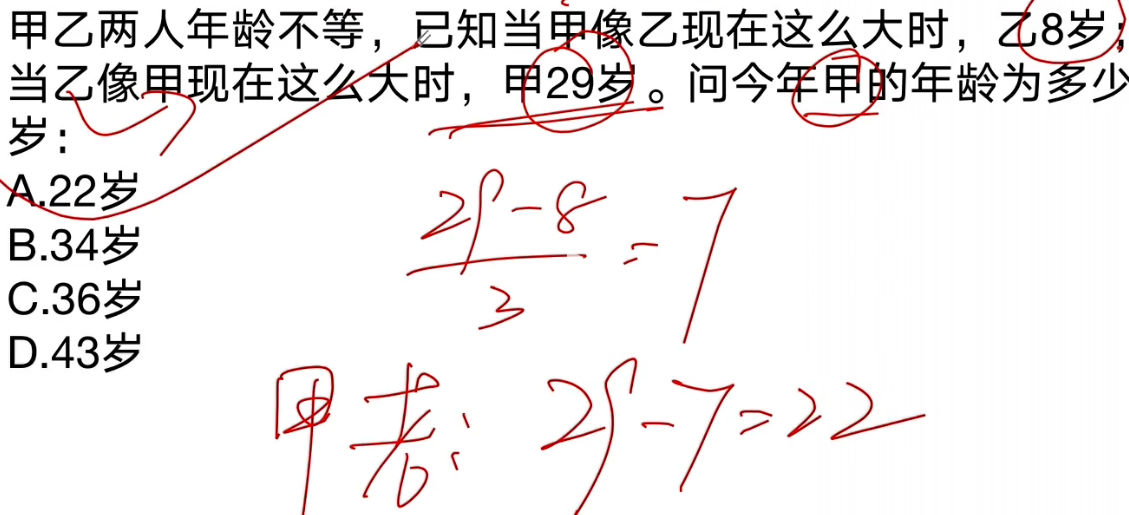 甲乙两人年龄不等，已知当甲像乙现在这么大时，乙8岁；
当乙像甲现在这么大时，甲29岁。问今年甲的年龄为多少
岁：
A.22岁
B.34岁
C.36岁
D.43岁
29-8
3
=7
甲老：29-7=22